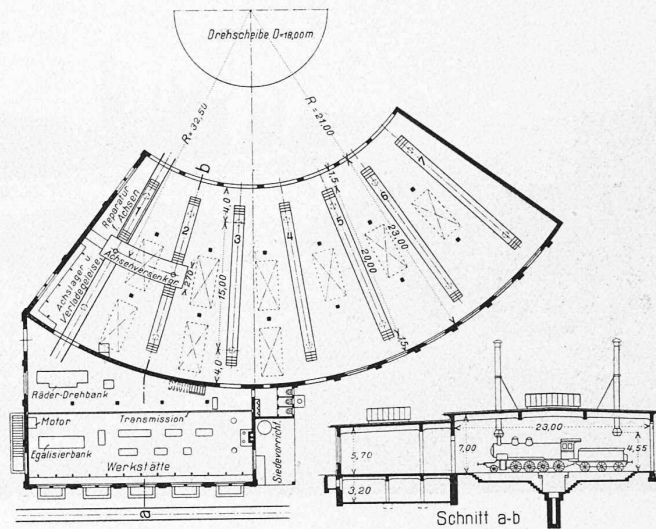 Drehscheibe D=18,00m
R=32,50
R=21,00
b
Reparatur
Achsen
1
2
3
4
5
6
7
4,0
1,5
Achsenversenker
2,70
15,00
20,00
23,00
Achslager u
Verladegeleise
4,0
1,5
Räder-Drehbank
Motor
Transmission
Egalisierbank
Werkstätte
Siedevorricht.
a
5,70
3,20
7,00
23,00
4,55
Schnitt a-b